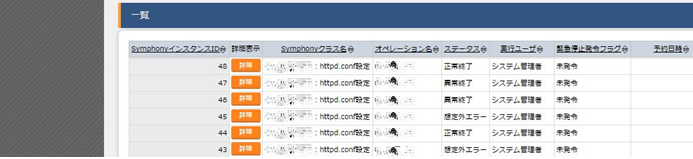 一覧
SymphonyインスタンスID 詳細表示 Symphonyクラス名 オペレーション名 ステータス 実行ユーザ 緊急停止発令フラグ 予約日時
48 詳細 : httpd.conf設定 正常終了 システム管理者 未発令
47 詳細 : httpd.conf設定 異常終了 システム管理者 未発令
46 詳細 : httpd.conf設定 異常終了 システム管理者 未発令
45 詳細 : httpd.conf設定 想定外エラー システム管理者 未発令
44 詳細 : httpd.conf設定 正常終了 システム管理者 未発令
43 詳細 : httpd.conf設定 想定外エラー システム管理者 未発令